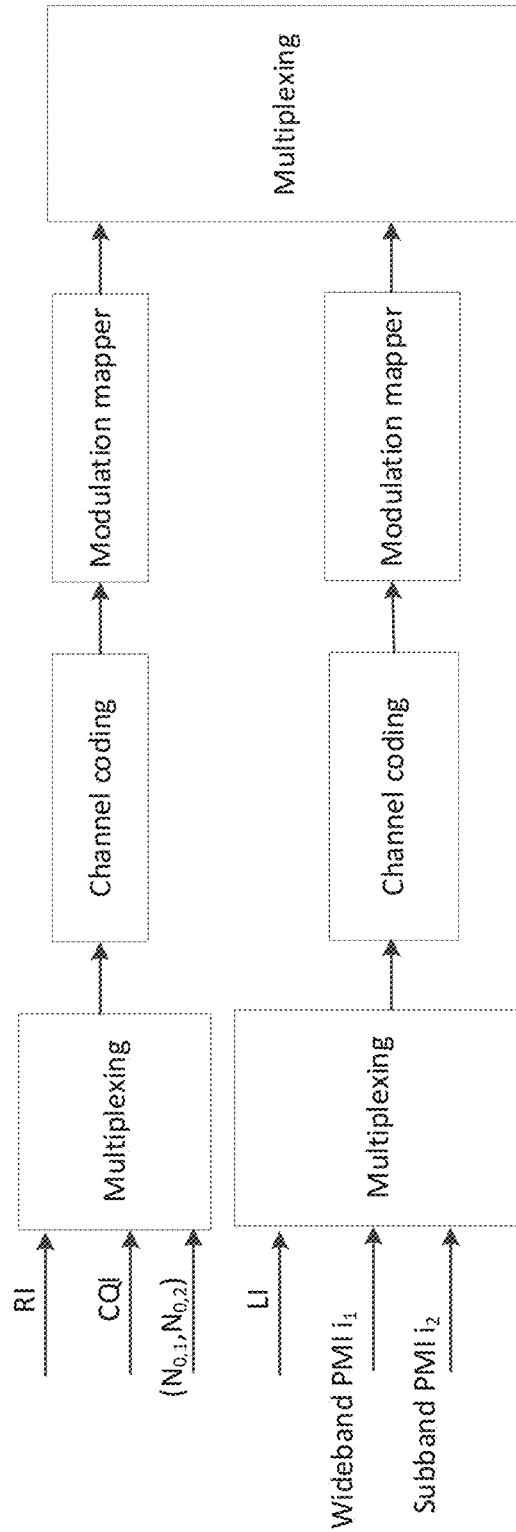 RI
CQI
(N0,1,N0,2)
Multiplexing
Channel coding
Modulation mapper
LI
Wideband PMI i1
Subband PMI i2
Multiplexing
Channel coding
Modulation mapper
Multiplexing